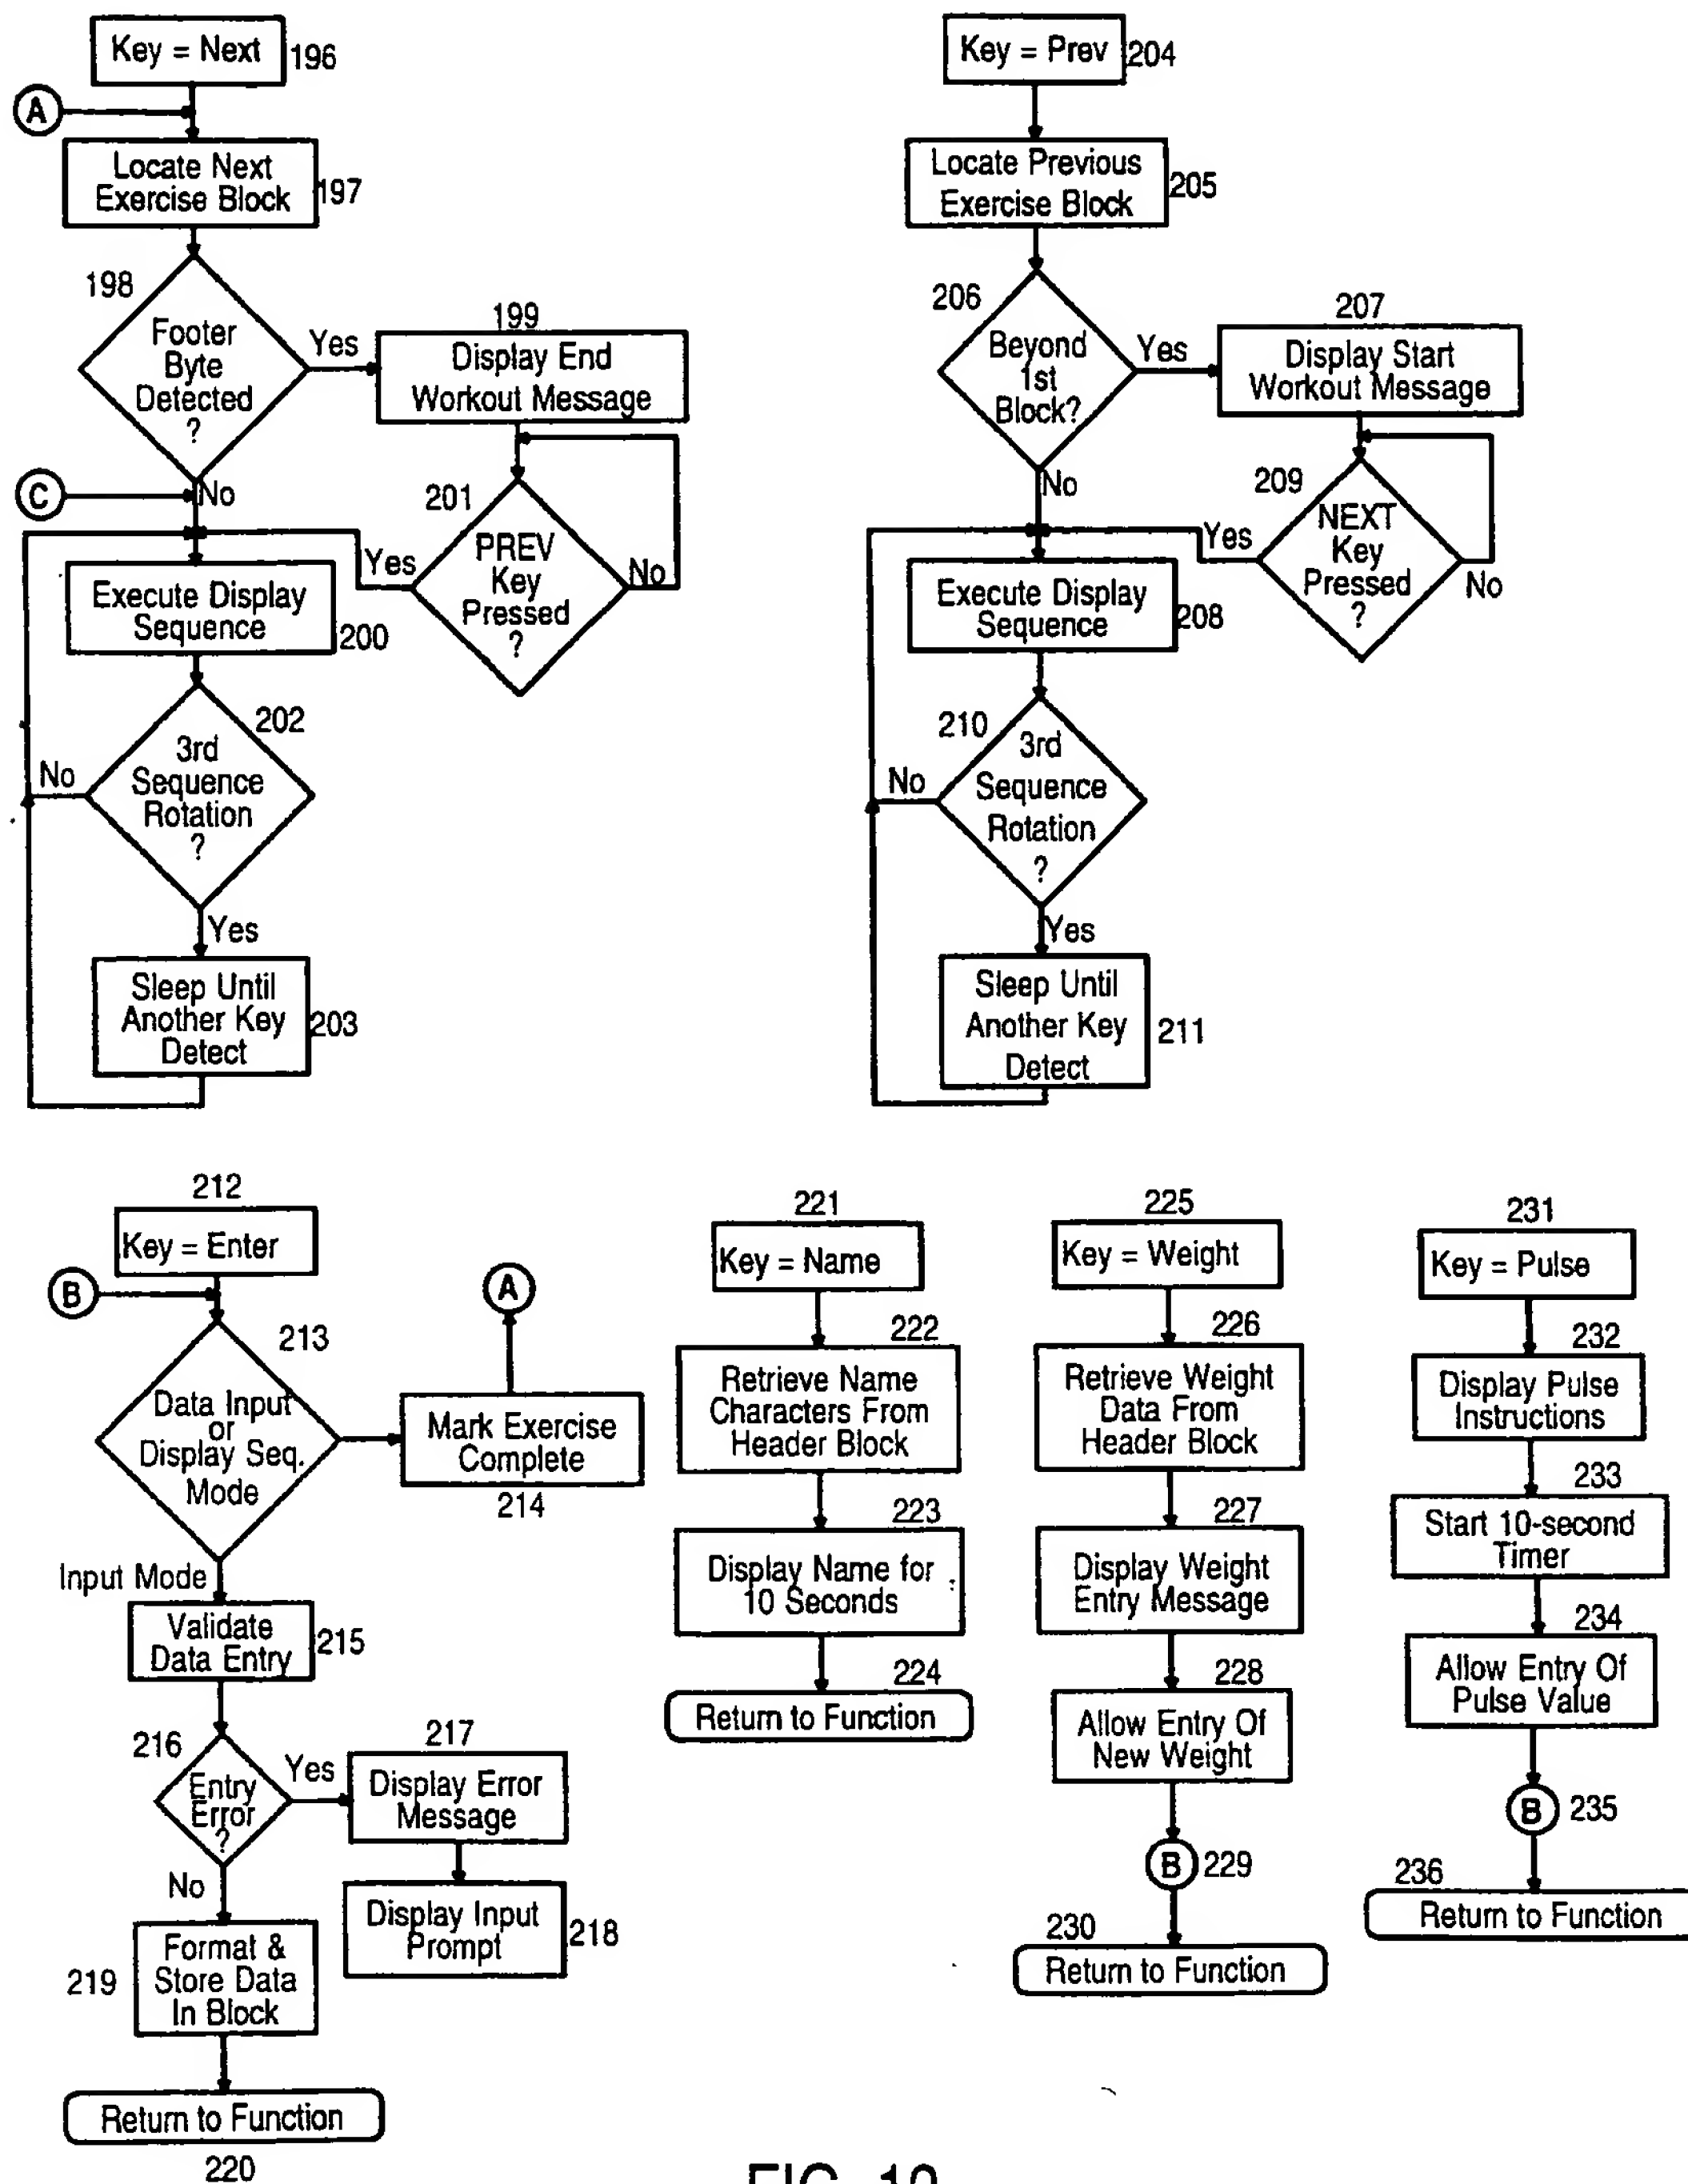 Key = Next
196
A
Locate Next
Exercise Block
197
198
Footer
Byte
Detected
?
Yes
199
Display End
Workout Message
C
No
201
PREV
Key
Pressed
?
Yes
No
Execute Display
Sequence
200
202
3rd
Sequence
Rotation
?
No
Yes
Sleep Until
Another Key
Detect
203
Key = Prev
204
Locate Previous
Exercise Block
205
206
Beyond
1st
Block?
Yes
207
Display Start
Workout Message
No
209
NEXT
Key
Pressed
?
Yes
No
Execute Display
Sequence
208
210
3rd
Sequence
Rotation
?
No
Yes
Sleep Until
Another Key
Detect
211
212
Key = Enter
B
213
Data Input
or
Display Seq.
Mode
A
Mark Exercise
Complete
214
Input Mode
Validate
Data Entry
215
216
Entry
Error
?
Yes
217
Display Error
Message
Display Input
Prompt
218
No
219
Format &
Store Data
In Block
Return to Function
220
221
Key = Name
222
Retrieve Name
Characters From
Header Block
223
Display Name for
10 Seconds
224
Return to Function
225
Key = Weight
226
Retrieve Weight
Data From
Header Block
227
Display Weight
Entry Message
228
Allow Entry Of
New Weight
B
229
230
Return to Function
231
Key = Pulse
232
Display Pulse
Instructions
233
Start 10-second
Timer
234
Allow Entry Of
Pulse Value
B
235
236
Return to Function